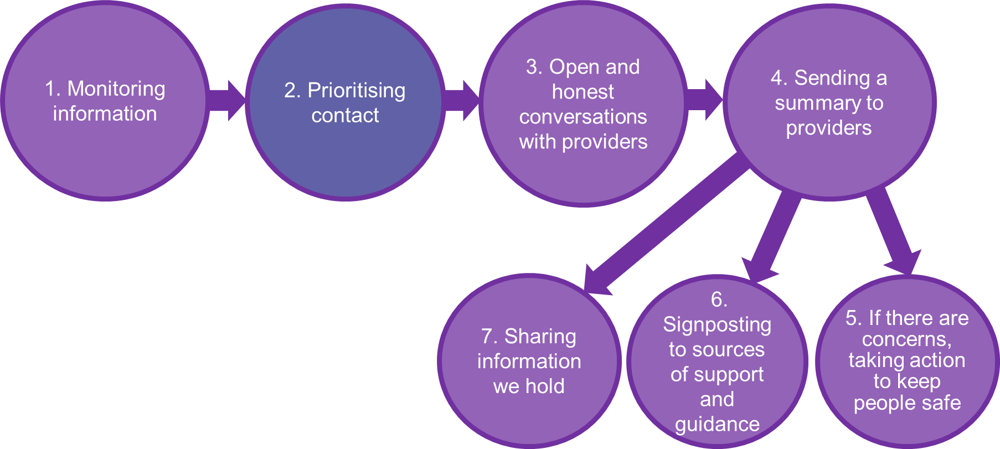 1. Monitoring
information
2. Prioritising
contact
3. Open and
honest
conversations
with providers
4. Sending a
summary to
providers
5. If there are
concerns,
taking action
to keep
people safe
6.
Signposting
to sources
of support
and
guidance
7. Sharing
information
we hold